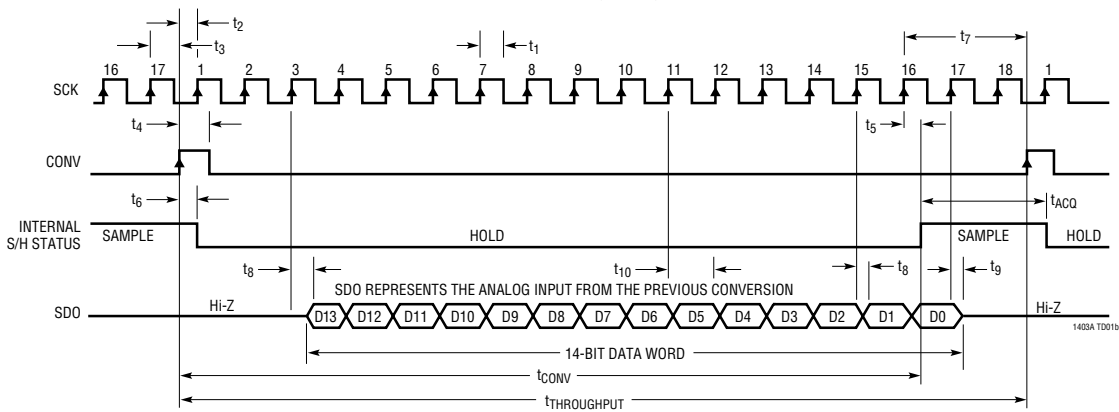 t2
t3
t1
t7
16 17 1 2 3 4 5 6 7 8 9 10 11 12 13 14 15 16 17 18 1
SCK
t4
t5
CONV
t6
tACQ
INTERNAL
S/H STATUS
SAMPLE HOLD SAMPLE HOLD
t8 t10 t8 t9
SDO REPRESENTS THE ANALOG INPUT FROM THE PREVIOUS CONVERSION
SDO Hi-Z D13 D12 D11 D10 D9 D8 D7 D6 D5 D4 D3 D2 D1 D0 Hi-Z
1403A TD01b
14-BIT DATA WORD
tCONV
tTHROUGHPUT